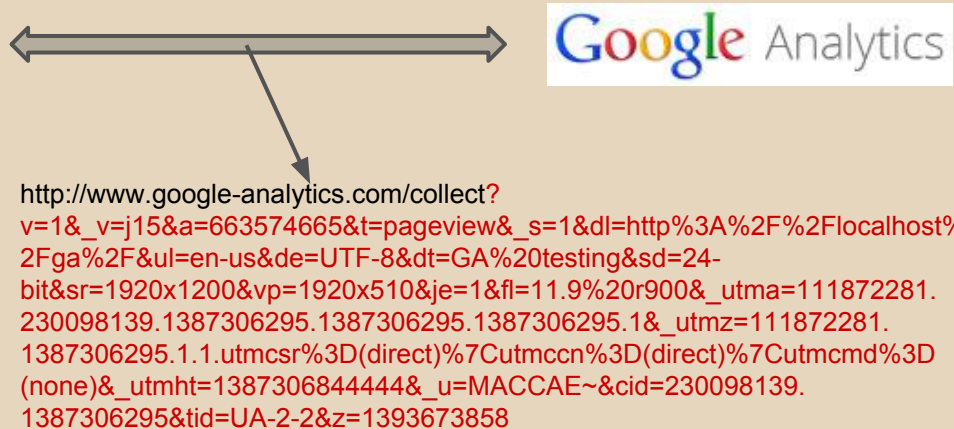 Google Analytics
http://www.google-analytics.com/collect?
v=1&_v=j15&a=663574665&t=pageview&_s=1&dl=http%3A%2F%2Flocalhost%
2Fga%2F&ul=en-us&de=UTF-8&dt=GA%20testing&sd=24-
bit&sr=1920x1200&vp=1920x510&je=1&fl=11.9%20r900&_utma=111872281.
230098139.1387306295.1387306295.1387306295.1&_utmz=111872281.
1387306295.1.1.utmcsr%3D(direct)%7Cutmccn%3D(direct)%7Cutmcmd%3D
(none)&_utmht=1387306844444&_u=MACCAE~&cid=230098139.
1387306295&tid=UA-2-2&z=1393673858